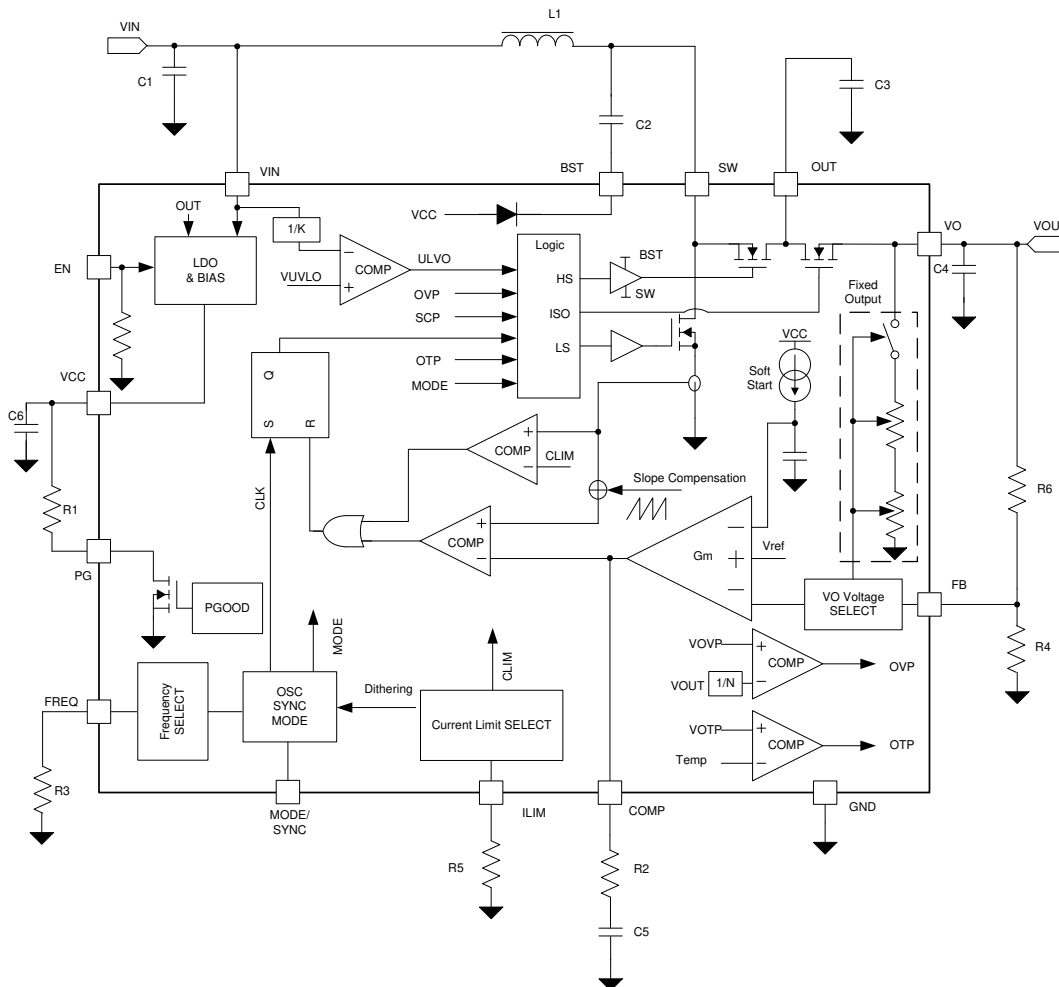 L1
VIN
C1
C3
C2
VIN
BST
SW
OUT
OUT
VCC
1/K
Logic
VO
VOU
LDO
& BIAS
EN
COMP
ULVO
VUVLO
HS
BST
SW
C4
OVP
Fixed
Output
SCP
ISO
VCC
LS
VCC
OTP
Soft
Start
MODE
Q
C6
S
R
COMP
CLIM
Slope Compensation
R6
R1
CLK
COMP
Gm
Vref
PG
PGOOD
VO Voltage
SELECT
FB
MODE
CLIM
VOVP
COMP
OVP
R4
VOUT
1/N
FREQ
Frequency
SELECT
OSC
SYNC
MODE
Dithering
Current Limit SELECT
VOTP
COMP
OTP
Temp
R3
MODE/
SYNC
ILIM
COMP
GND
R5
R2
C5